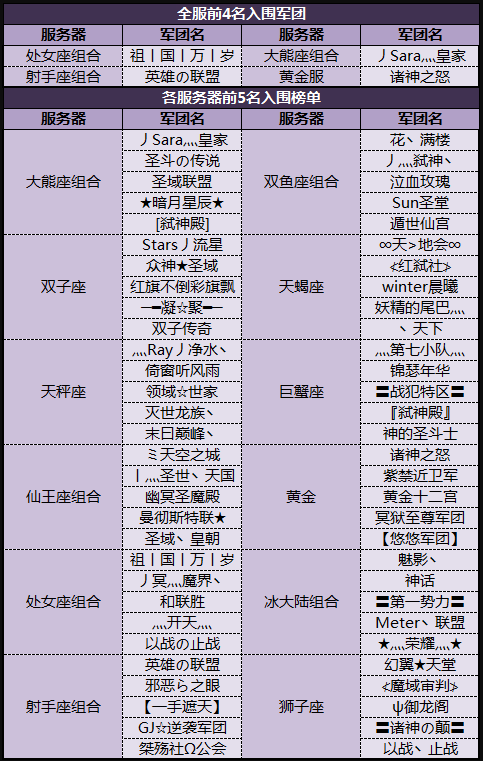 全服前4名入围军团
服务器 军团名 服务器 军团名
处女座组合 祖丨国丨万丨岁 大熊座组合 丿Sara灬皇家
射手座组合 英雄の联盟 黄金服 诸神之怒
各服务器前5名入围榜单
服务器 军团名 服务器 军团名
大熊座组合 双鱼座组合
丿Sara灬皇家 花丶满楼
圣斗の传说 丿灬弑神丶
圣域联盟 泣血玫瑰
★暗月星辰★ Sun圣堂
[弑神殿] 遁世仙宫
双子座 天蝎座
Stars丿流星 ∞天>地会∞
众神★圣域 ≮红弑社≯
红旗不倒彩旗飘 winter晨曦
─━凝☆聚━─ 妖精的尾巴灬
双子传奇 丶天下
天秤座 巨蟹座
灬Ray丿净水丶 灬第七小队灬
倚窗听风雨 锦瑟年华
领域☆世家 〓战犯特区〓
灭世龙族丶 『弑神殿』
末日巅峰丶 神的圣斗士
仙王座组合 黄金
ミ天空之城 诸神之怒
丨灬圣世丶天国 紫禁近卫军
幽冥圣魔殿 黄金十二宫
曼彻斯特联★ 冥狱至尊军团
圣域丶皇朝 【悠悠军团】
处女座组合 冰大陆组合
祖丨国丨万丨岁 魅影丶
丿冥灬魔界丶 神话
和联胜 〓第一势力〓
灬开天灬 Meter丶联盟
以战の止战 ★灬荣耀灬★
射手座组合 狮子座
英雄の联盟 幻翼★天堂
邪恶ら之眼 ≮魔域审判≯
【一手遮天】 ψ御龙阁
GJ☆逆袭军团 〓诸神の颠〓
桀殇社Ω公会 以战丶止战